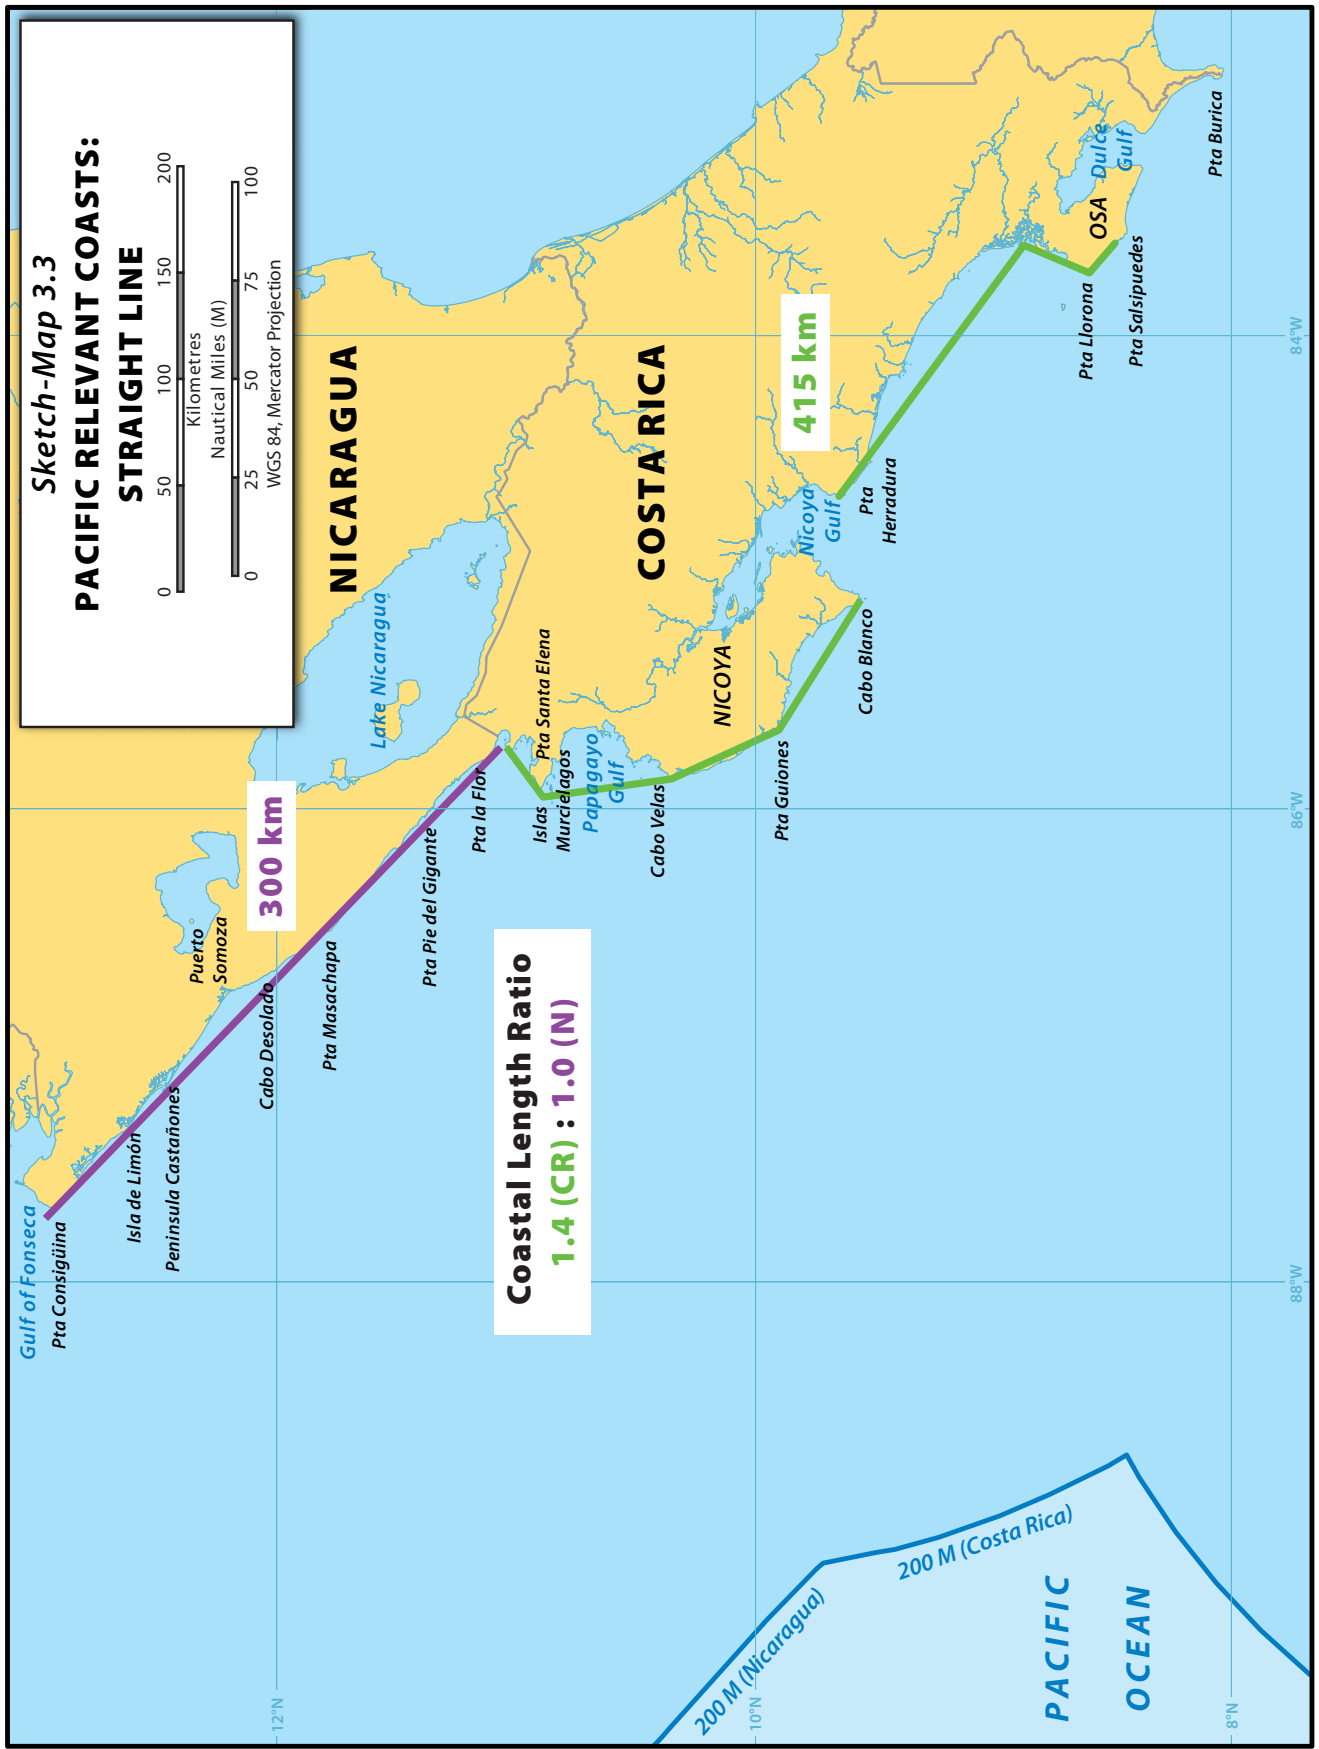 Sketch-Map 3.3
PACIFIC RELEVANT COASTS:
STRAIGHT LINE
0 50 100 150 200
Kilometres
Nautical Miles (M)
0 25 50 75 100
WGS 84, Mercator Projection
NICARAGUA
Lake Nicaragua
300 km
Gulf of Fonseca
Pta Consigüina
Isla de Limón
Peninsula Castañones
Puerto
Somoza
Cabo Desolado
Pta Masachapa
Pta Pie del Gigante
Pta la Flor
Pta Santa Elena
Islas
Murcielagos
Papagayo
Gulf
Cabo Velas
COSTA RICA
NICOYA
Pta Guiones
Cabo Blanco
Nicoya
Gulf
415 km
Pta
Herradura
Pta Llorona
OSA
Pta Salsipuedes
Dulce
Gulf
Pta Burica
Coastal Length Ratio
1.4 (CR) : 1.0 (N)
200 M (Nicaragua)
200 M (Costa Rica)
PACIFIC
OCEAN
12°N
10°N
8°N
88°W
86°W
84°W